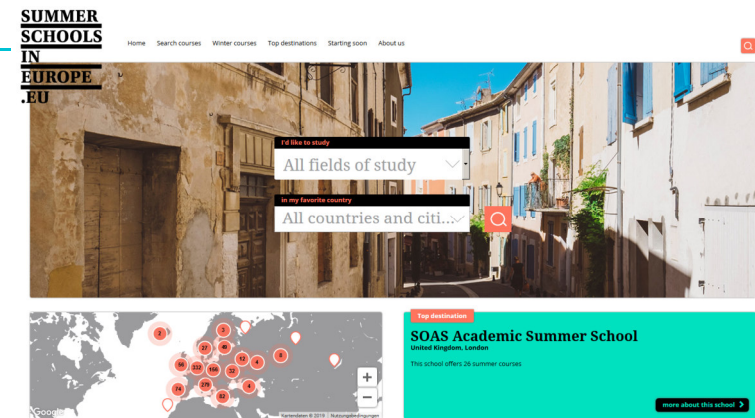 SUMMER
SCHOOLS
IN
EUROPE
.EU
Home Search courses Winter courses Top destinations Starting soon About us
I'd like to study
All fields of study
in my favorite country
All countries and citi...
2
3
27
45
12
4
6
56
332
156
32
74
279
4
82
+
−
Google
Kartendaten © 2019 Nutzungsbedingungen
Top destination
SOAS Academic Summer School
United Kingdom, London
This school offers 26 summer courses
more about this school